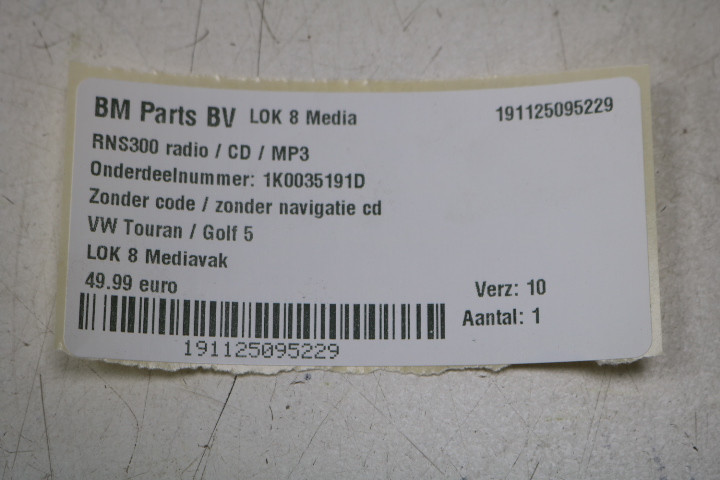 BM Parts BV LOK 8 Media 191125095229
RNS300 radio / CD / MP3
Onderdeelnummer: 1K0035191D
Zonder code / zonder navigatie cd
VW Touran / Golf 5
LOK 8 Mediavak
49.99 euro Verz: 10
Aantal: 1
191125095229